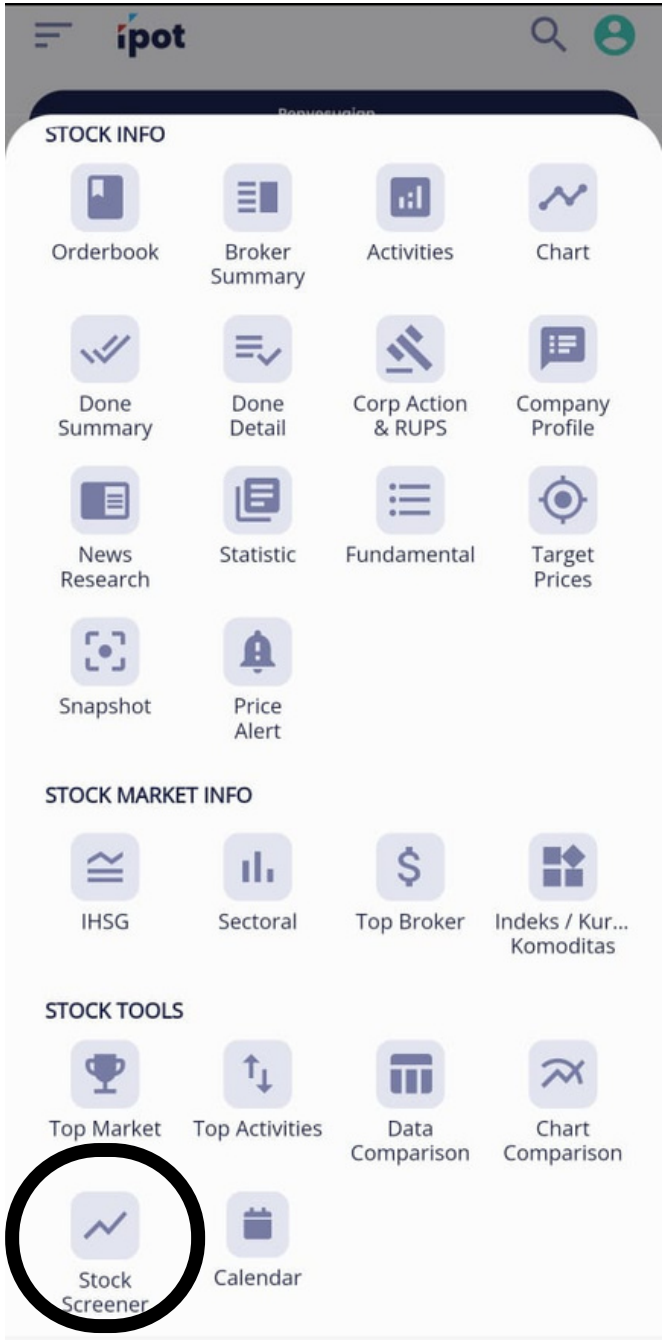 ipot
Penyesuaian
STOCK INFO
Orderbook
Broker
Summary
Activities
Chart
Done
Summary
Done
Detail
Corp Action
& RUPS
Company
Profile
News
Research
Statistic
Fundamental
Target
Prices
Snapshot
Price
Alert
STOCK MARKET INFO
IHSG
Sectoral
Top Broker
Indeks / Kur...
Komoditas
STOCK TOOLS
Top Market
Top Activities
Data
Comparison
Chart
Comparison
Stock
Screener
Calendar